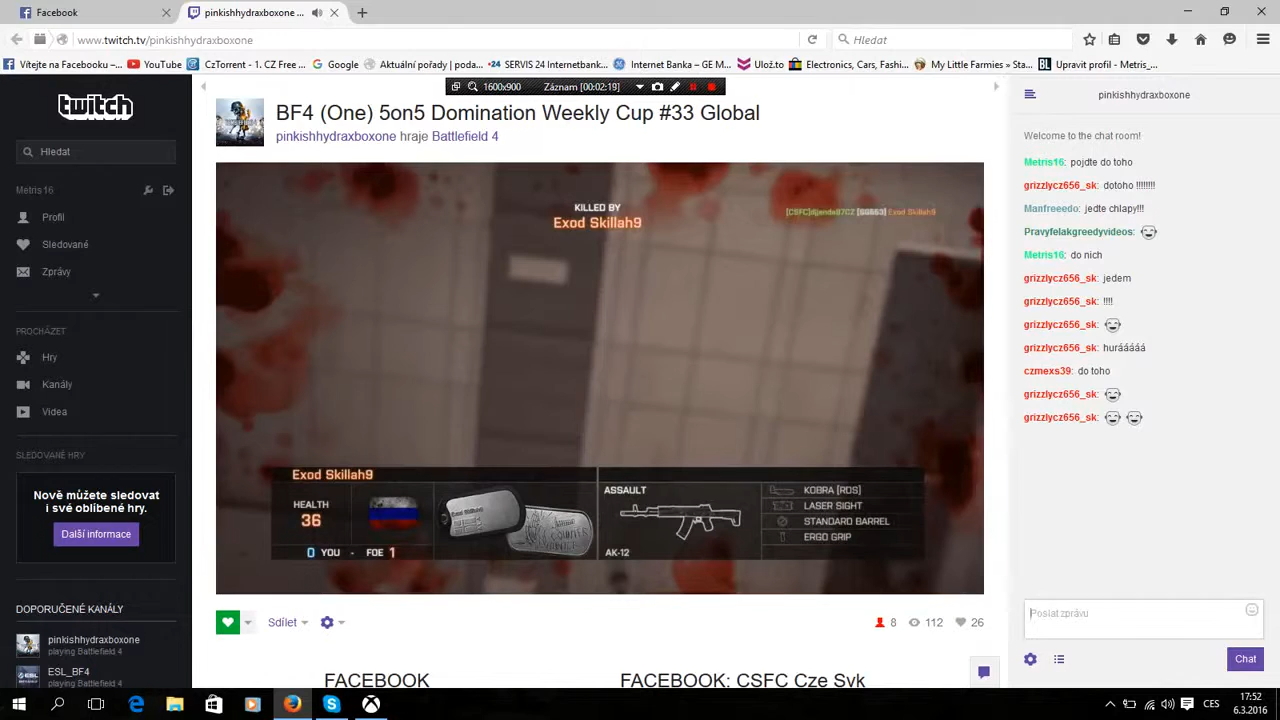 Facebook
pinkishhydraxboxone: p...
www.twitch.tv/pinkishhydraxboxone
Hledat
Vítejte na Facebooku –...
YouTube
CzTorrent - 1. CZ Free ...
Google
Aktuální pořady | poda...
SERVIS 24 Internetbank...
Internet Banka – GE M...
Ulož.to
Electronics, Cars, Fashi...
My Little Farmies » Sta...
Upravit profil - Metris_...
1600x900
Záznam [00:02:19]
twitch
Hledat
Metris16
Profil
Sledované
Zprávy
PROCHÁZET
Hry
Kanály
Videa
SLEDOVANÉ HRY
Nově můžete sledovat
i své oblíbené hry.
Další informace
DOPORUČENÉ KANÁLY
pinkishhydraxboxone
playing Battlefield 4
ESL_BF4
playing Battlefield 4
BF4 (One) 5on5 Domination Weekly Cup #33 Global
pinkishhydraxboxone hraje Battlefield 4
KILLED BY
Exod Skillah9
[SG553] Exod Skillah9
Exod Skillah9
HEALTH
36
0 YOU - FOE 1
ASSAULT
AK-12
KOBRA [RDS]
LASER SIGHT
STANDARD BARREL
ERGO GRIP
Sdílet
8
112
26
FACEBOOK
FACEBOOK: CSFC Cze Svk
pinkishhydraxboxone
Welcome to the chat room!
Metris16: pojdte do toho
grizzlycz656_sk: dotoho !!!!!!!!
Manfreeedo: jedte chlapy!!!
Pravyfelakgreedyvideos:
Metris16: do nich
grizzlycz656_sk: jedem
grizzlycz656_sk: !!!!
grizzlycz656_sk:
grizzlycz656_sk: hurááááá
czmexs39: do toho
grizzlycz656_sk:
grizzlycz656_sk:
Poslat zprávu
Chat
CES
17:52
6.3.2016